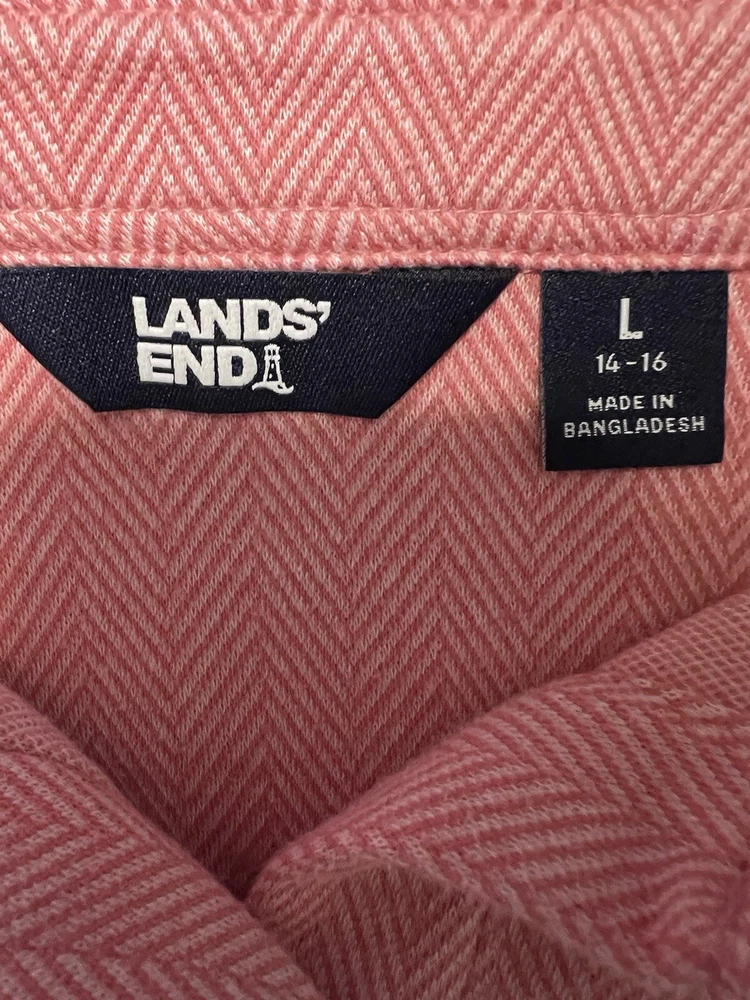 LANDS'
END
L
14-16
MADE IN
BANGLADESH